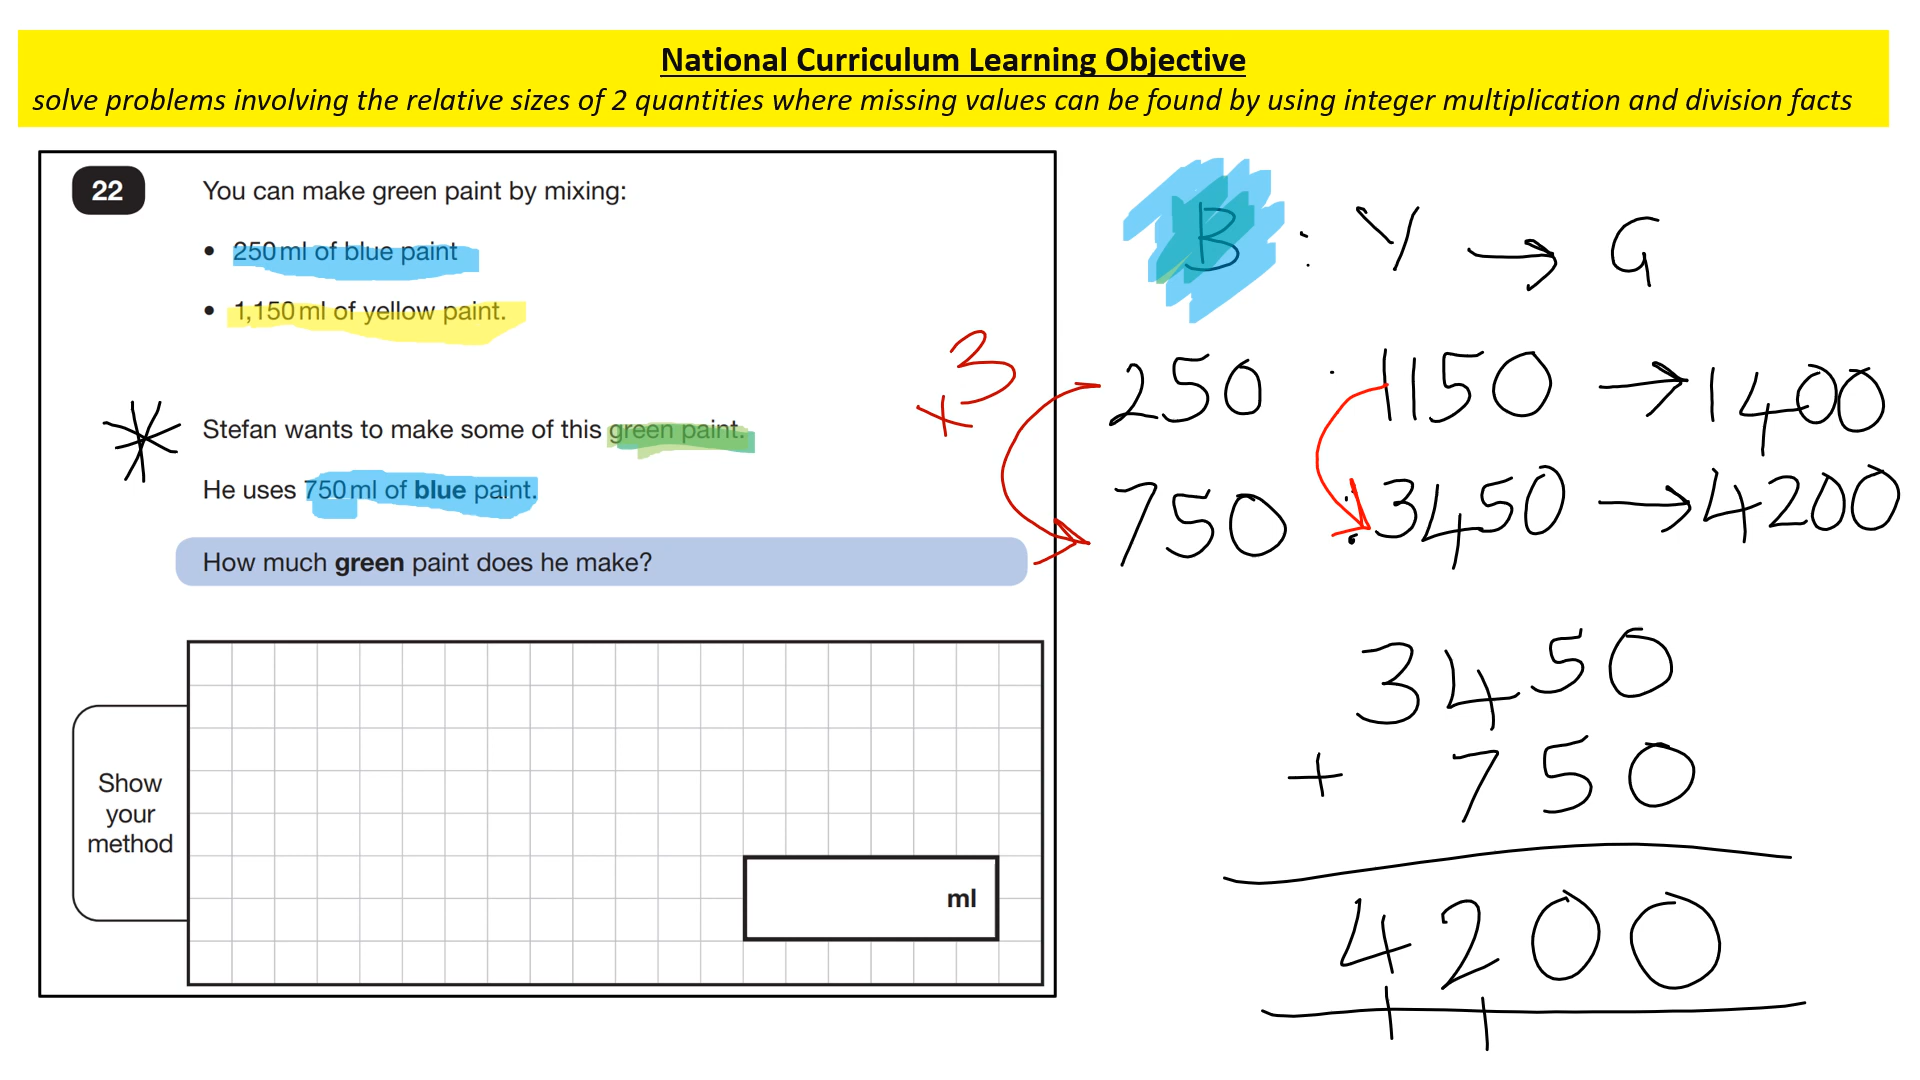 National Curriculum Learning Objective
solve problems involving the relative sizes of 2 quantities where missing values can be found by using integer multiplication and division facts
22
You can make green paint by mixing:
• 250 ml of blue paint
• 1,150 ml of yellow paint.
Stefan wants to make some of this green paint.
He uses 750 ml of blue paint.
How much green paint does he make?
Show
your
method
ml
B : Y → G
×3
250 : 1150 → 1400
750 : 3450 → 4200
3450
+ 750
4200
1 1